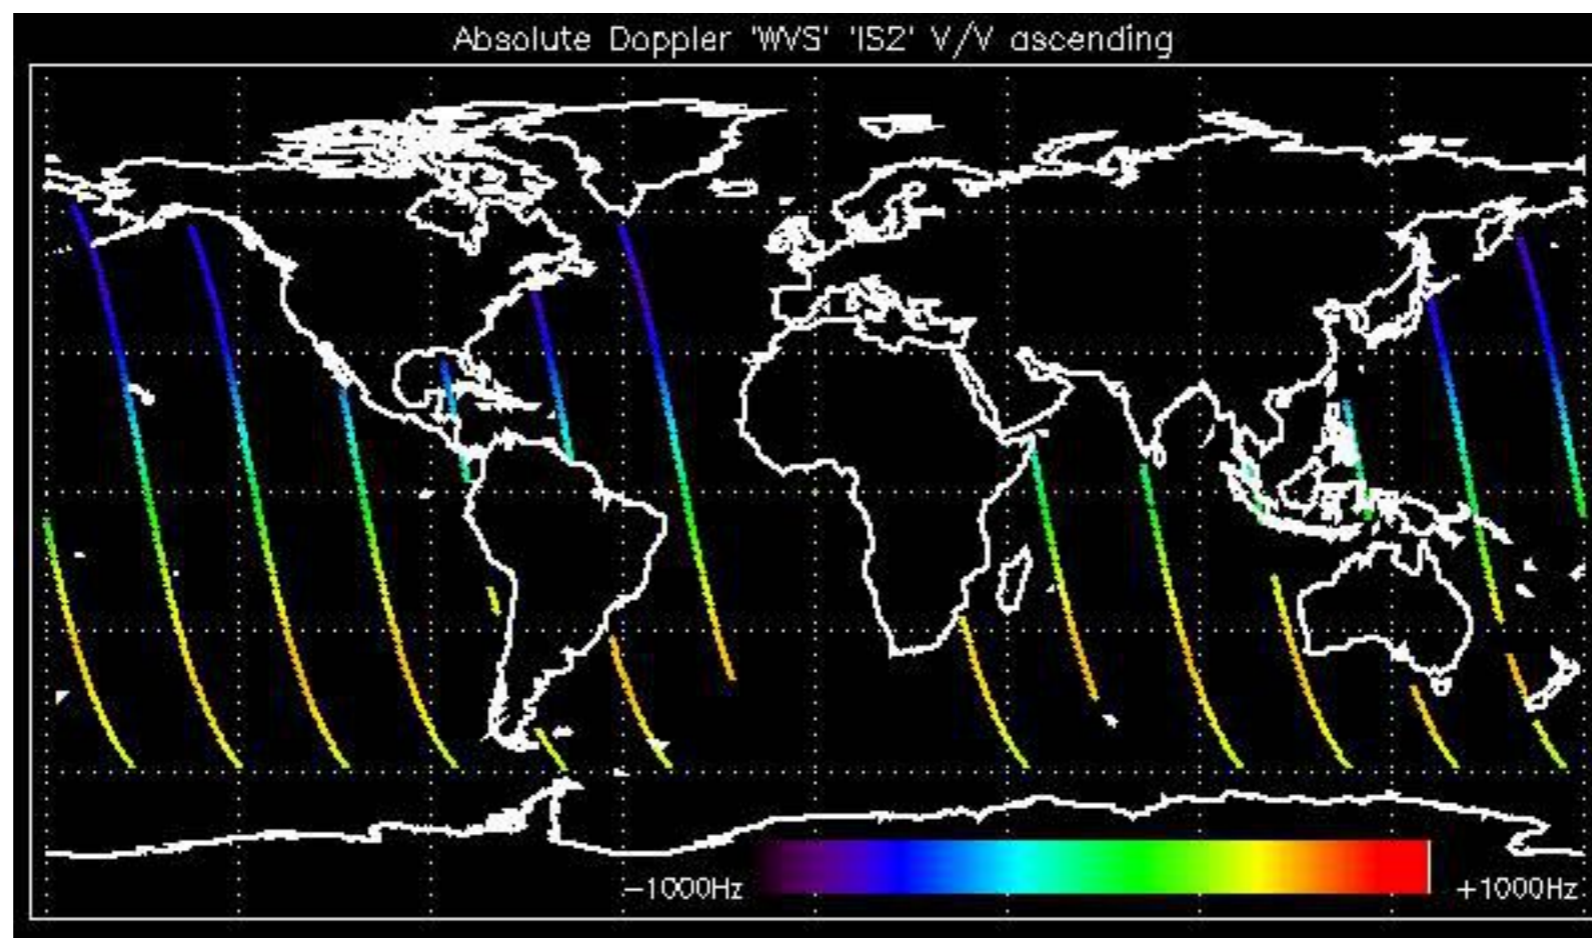 Absolute Doppler 'WVS' 'IS2' V/V ascending
-1000Hz +1000Hz